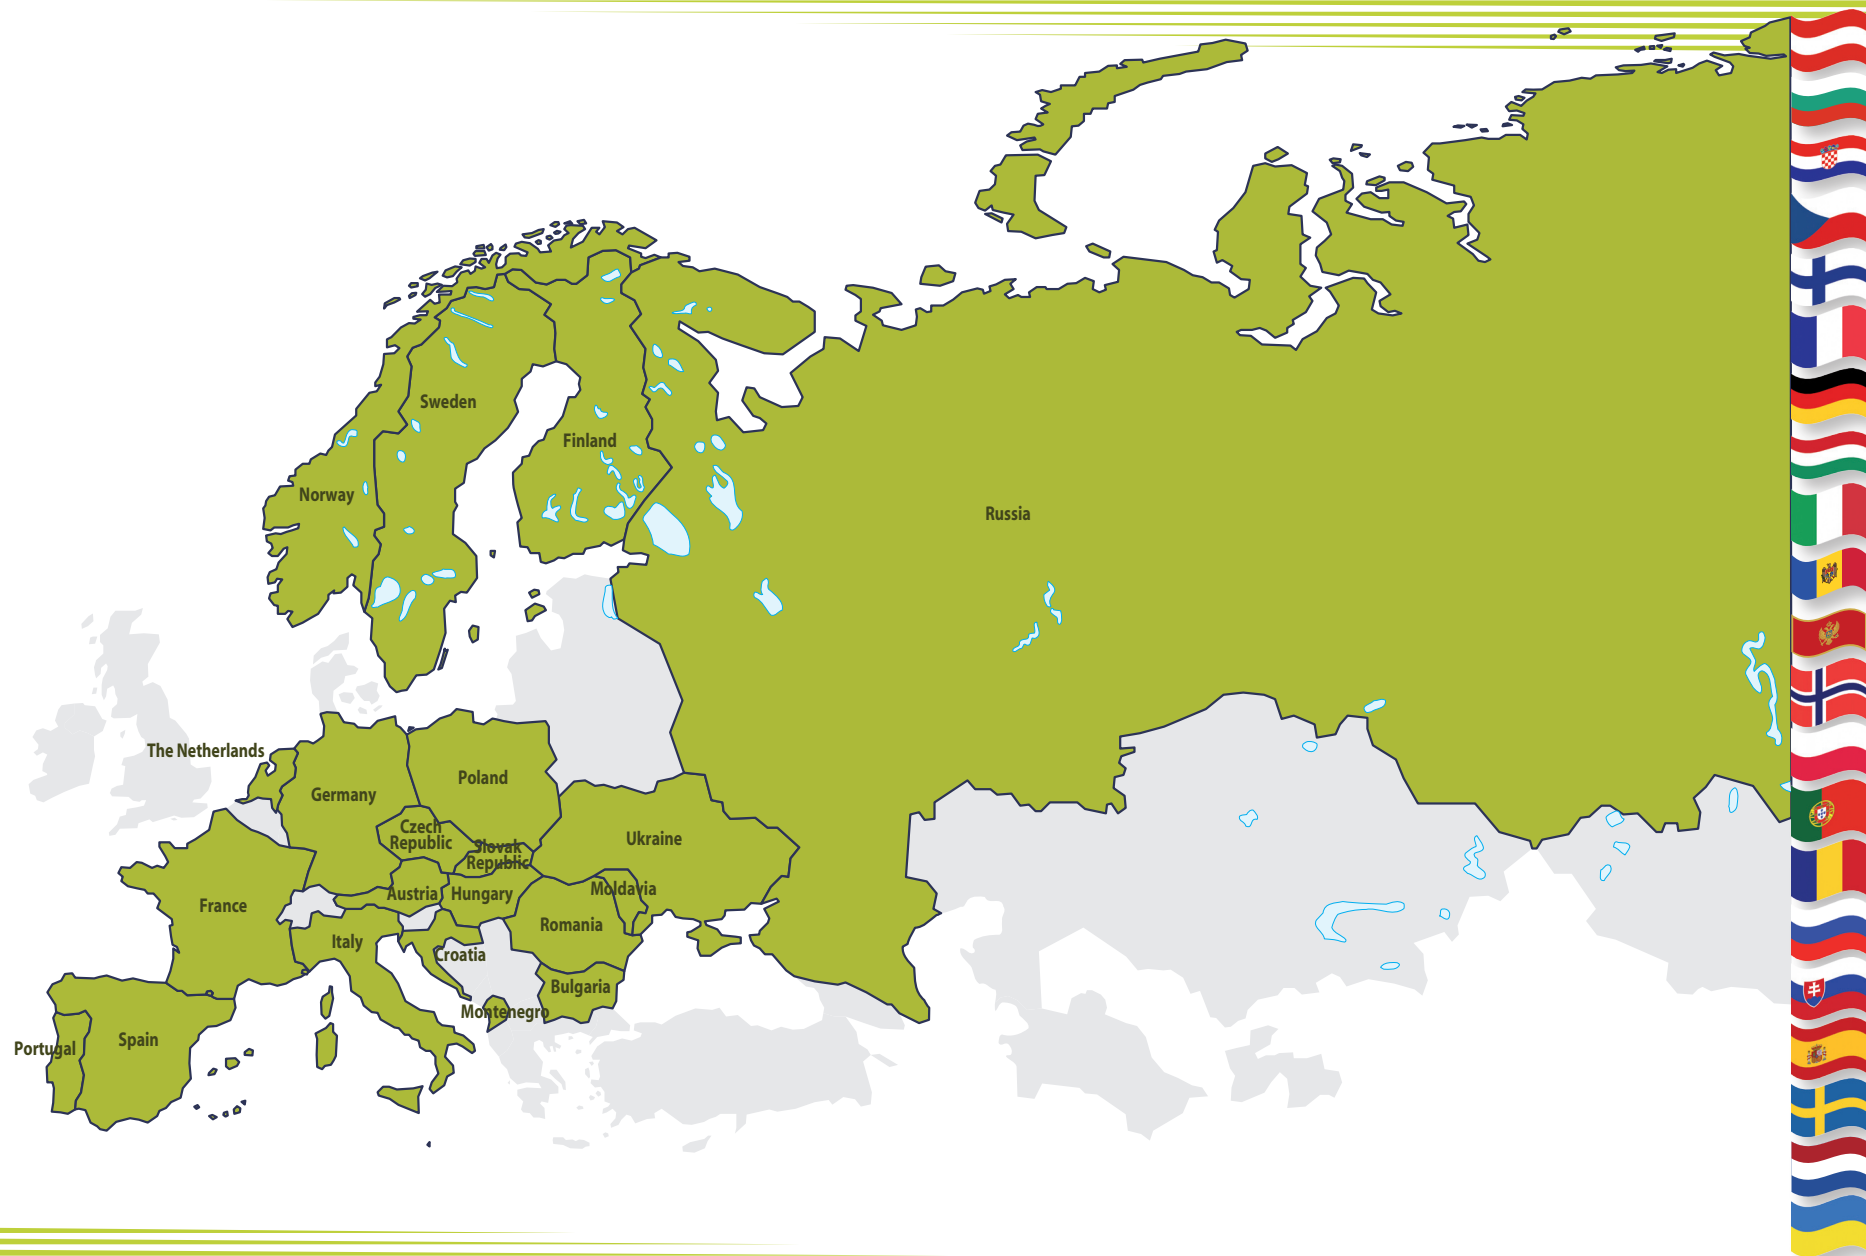 Sweden
Finland
Norway
Russia
The Netherlands
Poland
Germany
Czech
Republic
Slovak
Republic
Ukraine
Austria
Hungary
Moldavia
France
Romania
Italy
Croatia
Bulgaria
Montenegro
Portugal
Spain